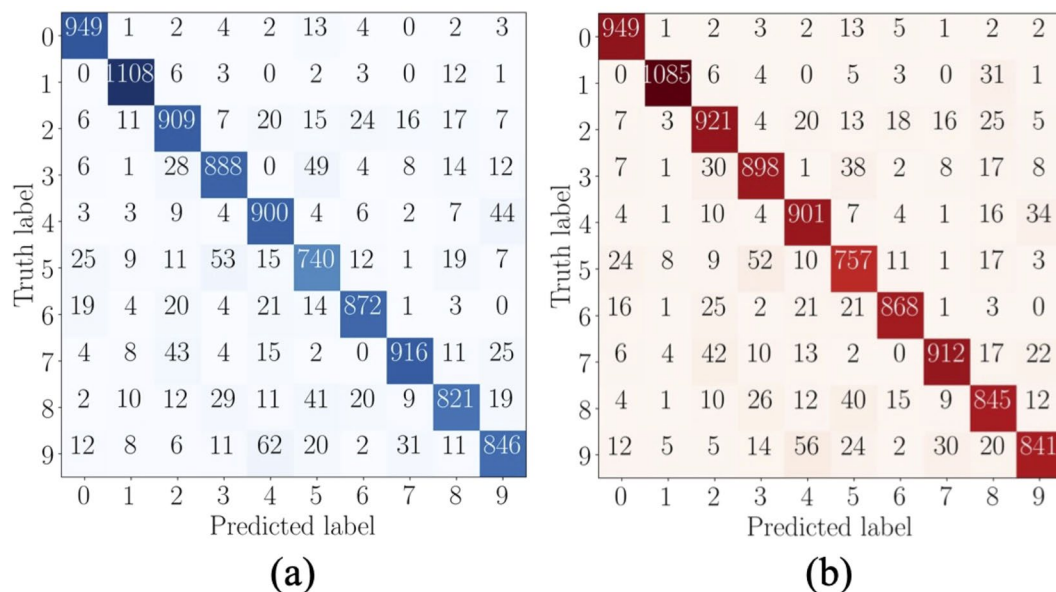 0 949 1 2 4 2 13 4 0 2 3
1 0 1108 6 3 0 2 3 0 12 1
2 6 11 909 7 20 15 24 16 17 7
3 6 1 28 888 0 49 4 8 14 12
4 3 3 9 4 900 4 6 2 7 44
5 25 9 11 53 15 740 12 1 19 7
6 19 4 20 4 21 14 872 1 3 0
7 4 8 43 4 15 2 0 916 11 25
8 2 10 12 29 11 41 20 9 821 19
9 12 8 6 11 62 20 2 31 11 846
0 1 2 3 4 5 6 7 8 9
Truth label
Predicted label
(a)
0 949 1 2 3 2 13 5 1 2 2
1 0 1085 6 4 0 5 3 0 31 1
2 7 3 921 4 20 13 18 16 25 5
3 7 1 30 898 1 38 2 8 17 8
4 4 1 10 4 901 7 4 1 16 34
5 24 8 9 52 10 757 11 1 17 3
6 16 1 25 2 21 21 868 1 3 0
7 6 4 42 10 13 2 0 912 17 22
8 4 1 10 26 12 40 15 9 845 12
9 12 5 5 14 56 24 2 30 20 841
0 1 2 3 4 5 6 7 8 9
Truth label
Predicted label
(b)